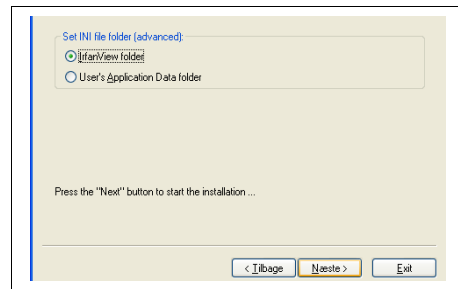 Set INI file folder (advanced):
IrfanView folder
User's Application Data folder
Press the "Next" button to start the installation ...
< Tilbage
Næste >
Exit